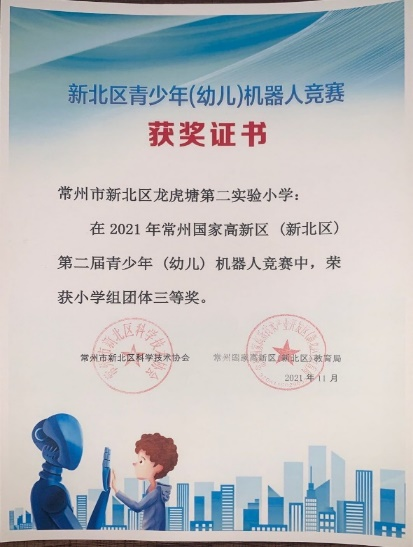 新北区青少年(幼儿)机器人竞赛
获奖证书
常州市新北区龙虎塘第二实验小学：
在 2021 年常州国家高新区（新北区）
第二届青少年（幼儿）机器人竞赛中，荣
获小学组团体三等奖。
常州市新北区科学技术协会
常州国家高新区(新北区)教育局
2021 年 11 月